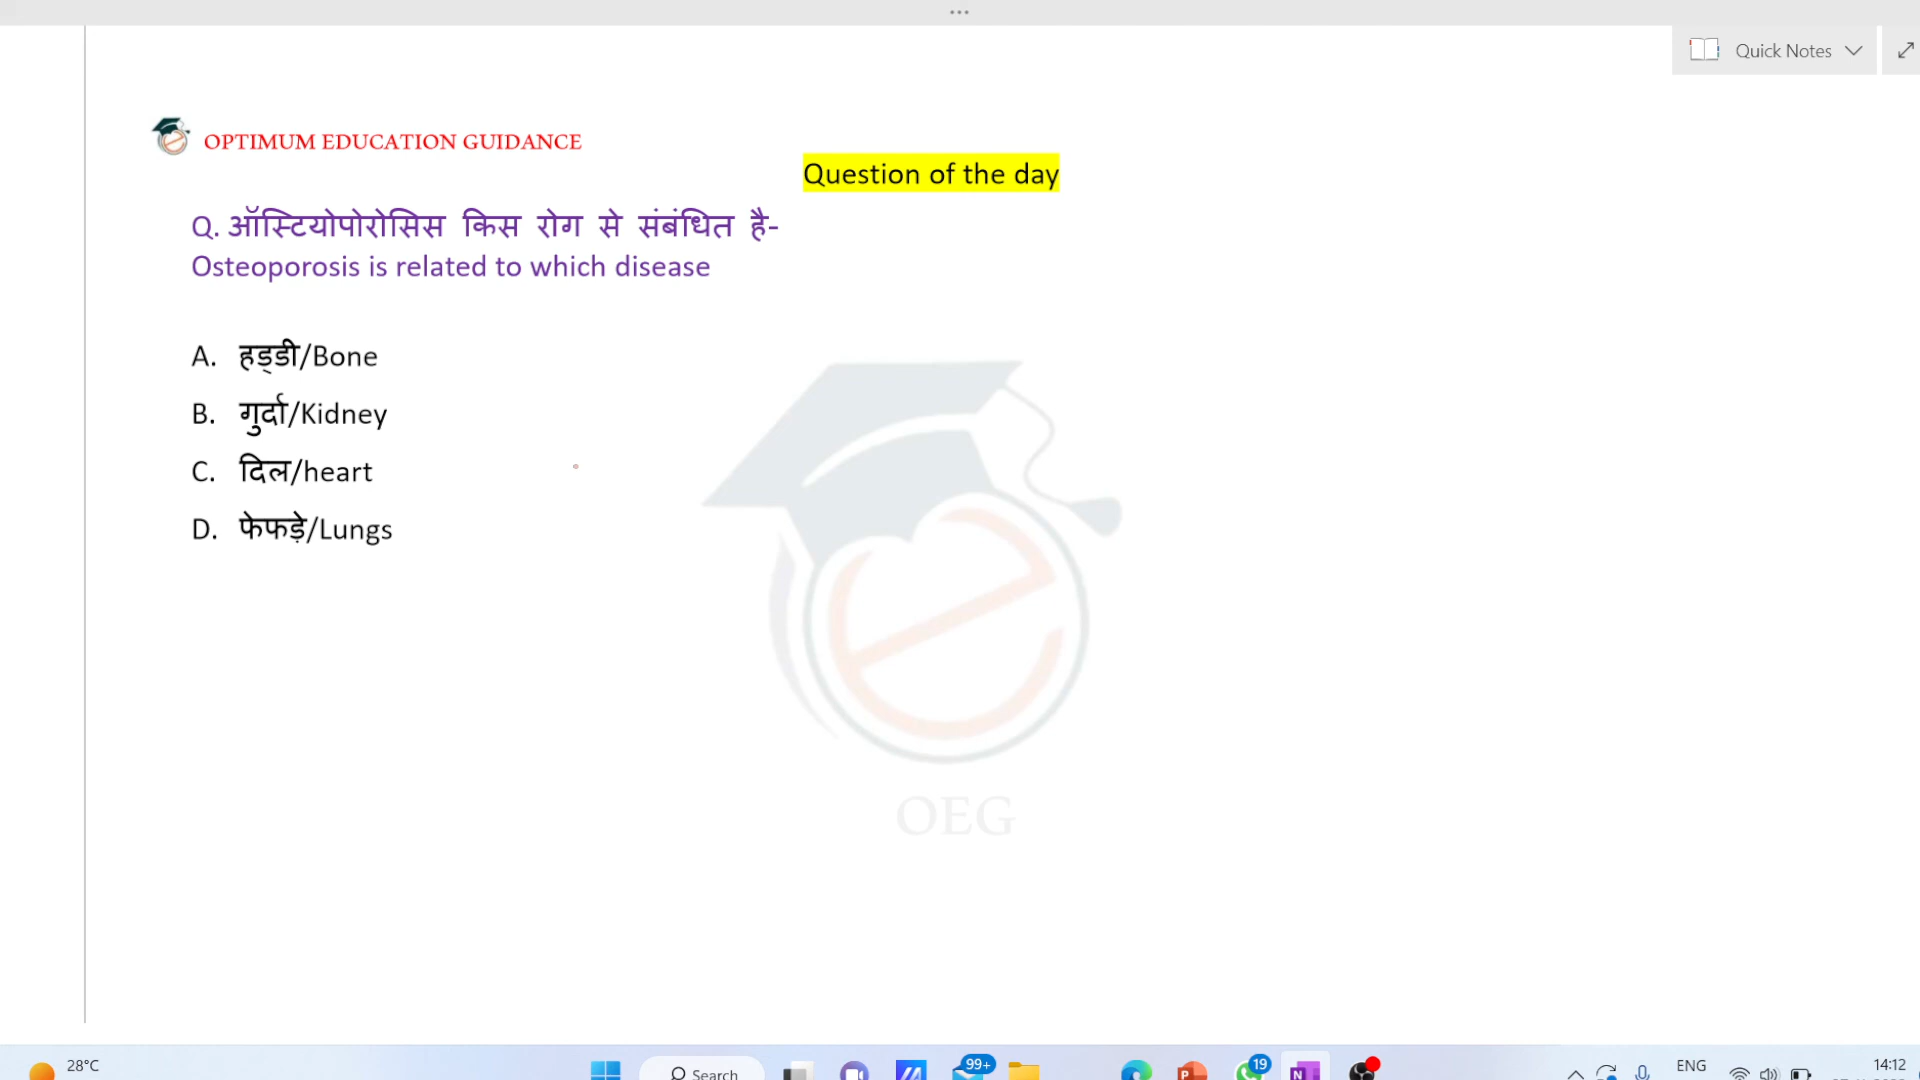 Quick Notes
OPTIMUM EDUCATION GUIDANCE
Question of the day
Q. ऑस्टियोपोरोसिस किस रोग से संबंधित है-
Osteoporosis is related to which disease
A. हड्डी/Bone
B. गुर्दा/Kidney
C. दिल/heart
D. फेफड़े/Lungs
OEG
28°C
Search
99+
19
ENG
14:12